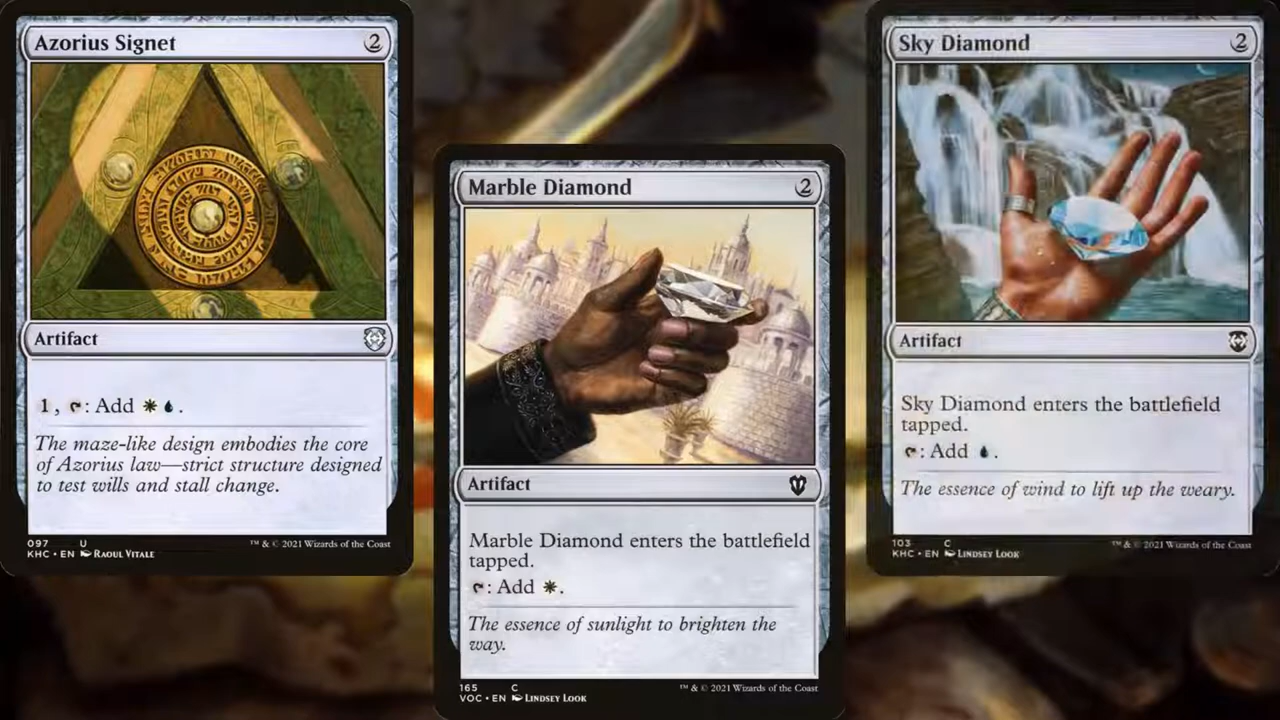 Azorius Signet 2
Artifact
1, : Add .
The maze-like design embodies the core
of Azorius law—strict structure designed
to test wills and stall change.
097 U
KHC • EN RAOUL VITALE
™ & © 2021 Wizards of the Coast
Marble Diamond 2
Artifact
Marble Diamond enters the battlefield
tapped.
: Add .
The essence of sunlight to brighten the
way.
165 C
VOC • EN LINDSEY LOOK
™ & © 2021 Wizards of the Coast
Sky Diamond 2
Artifact
Sky Diamond enters the battlefield
tapped.
: Add .
The essence of wind to lift up the weary.
103 C
KHC • EN LINDSEY LOOK
™ & © 2021 Wizards of the Coast